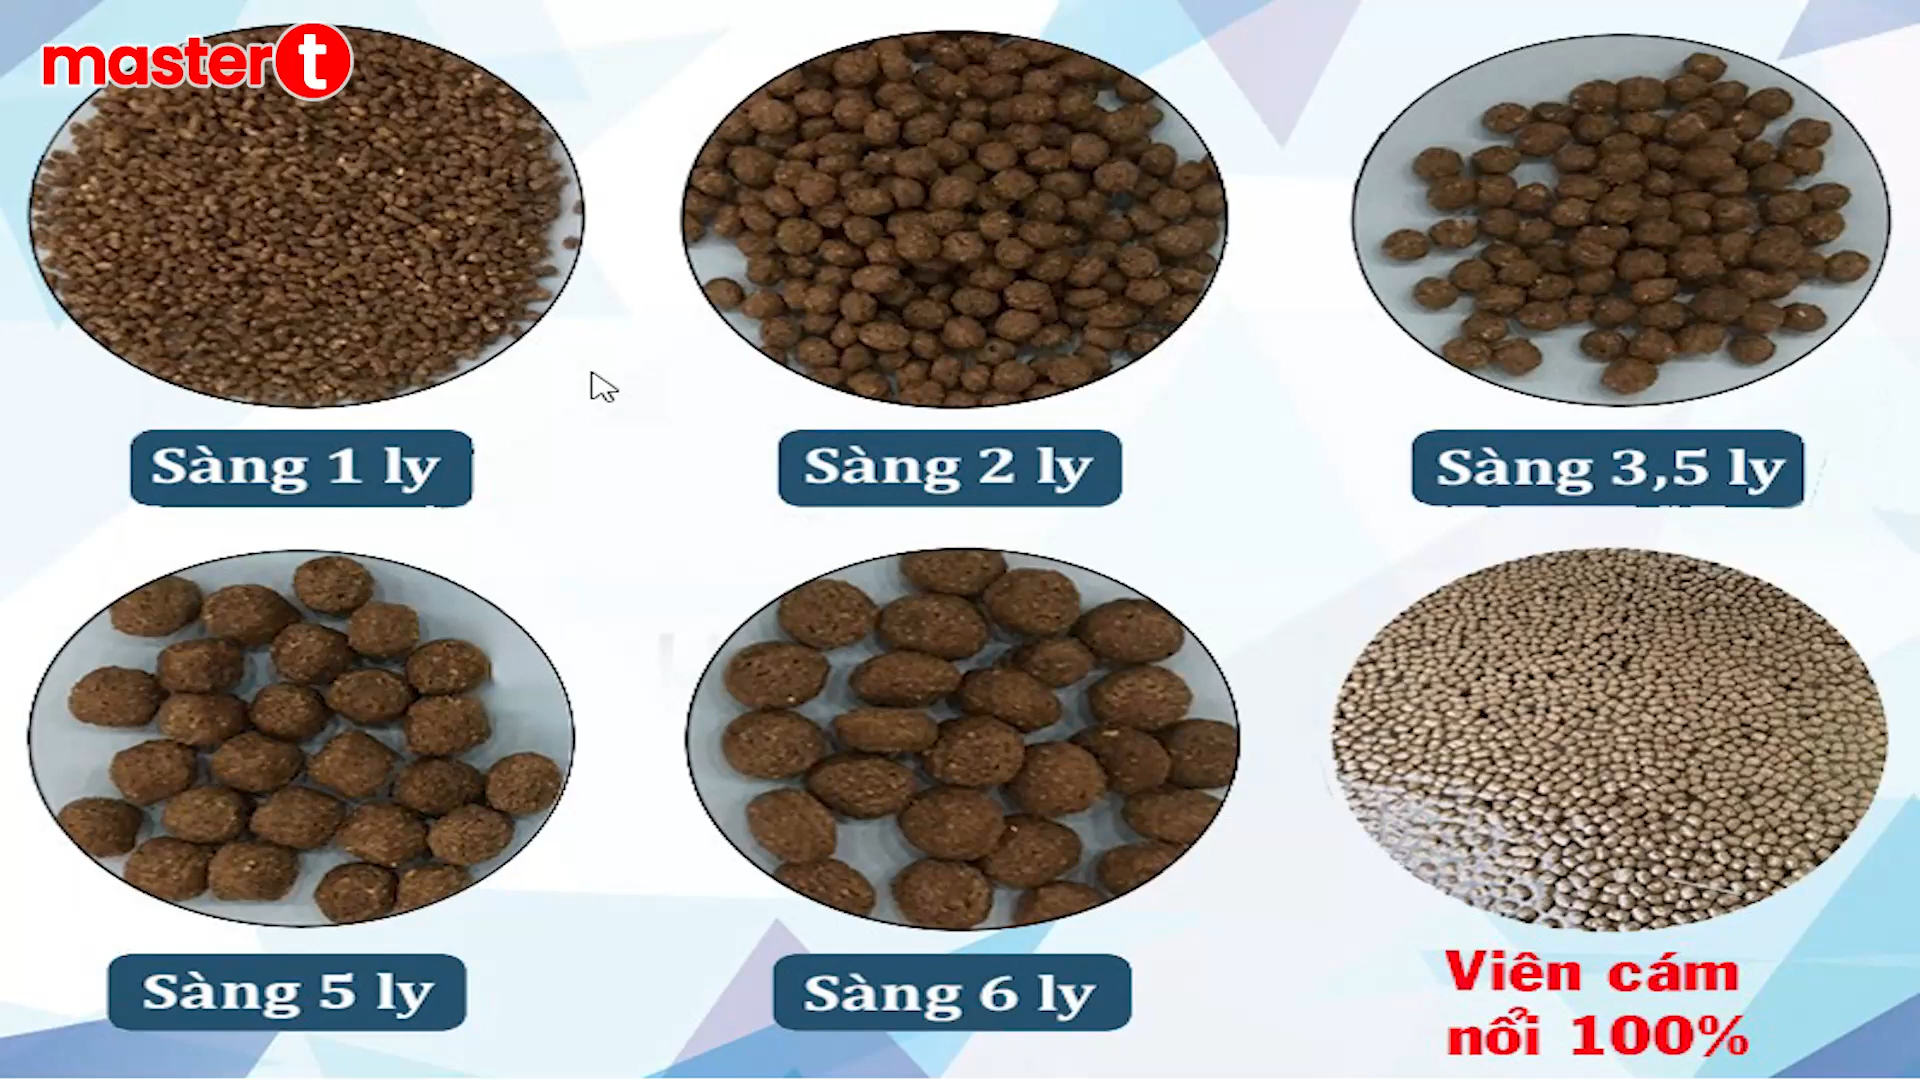 mastert
Sàng 1 ly
Sàng 2 ly
Sàng 3,5 ly
Sàng 5 ly
Sàng 6 ly
Viên cám
nổi 100%